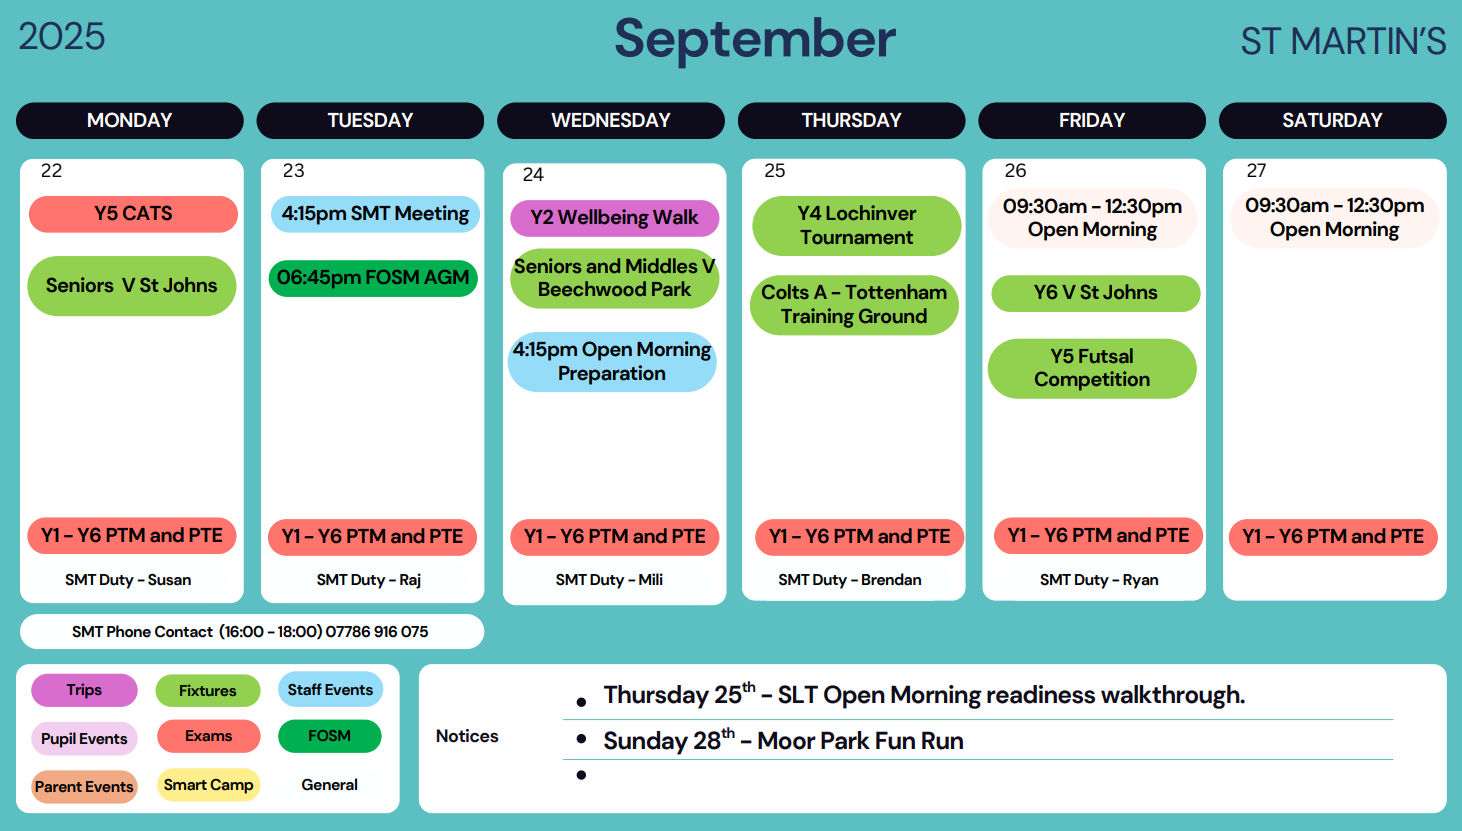 2025
September
ST MARTIN'S
MONDAY
TUESDAY
WEDNESDAY
THURSDAY
FRIDAY
SATURDAY
22
Y5 CATS
Seniors  V St Johns
Y1 – Y6 PTM and PTE
SMT Duty – Susan
23
4:15pm SMT Meeting
06:45pm FOSM AGM
Y1 – Y6 PTM and PTE
SMT Duty – Raj
24
Y2 Wellbeing Walk
Seniors and Middles V
Beechwood Park
4:15pm Open Morning
Preparation
Y1 – Y6 PTM and PTE
SMT Duty – Mili
25
Y4 Lochinver
Tournament
Colts A – Tottenham
Training Ground
Y1 – Y6 PTM and PTE
SMT Duty – Brendan
26
09:30am – 12:30pm
Open Morning
Y6 V St Johns
Y5 Futsal
Competition
Y1 – Y6 PTM and PTE
SMT Duty – Ryan
27
09:30am – 12:30pm
Open Morning
Y1 – Y6 PTM and PTE
SMT Phone Contact (16:00 – 18:00) 07786 916 075
Trips
Fixtures
Staff Events
Pupil Events
Exams
FOSM
Parent Events
Smart Camp
General
Notices
• Thursday 25th – SLT Open Morning readiness walkthrough.
• Sunday 28th – Moor Park Fun Run
•